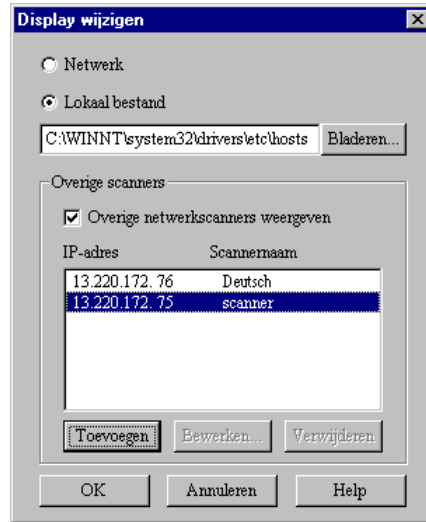 Display wijzigen
Netwerk
Lokaal bestand
C:\WINNT\system32\drivers\etc\hosts Bladeren...
Overige scanners
Overige netwerkscanners weergeven
IP-adres Scannernaam
13.220.172. 76 Deutsch
13.220.172. 75 scanner
Toevoegen Bewerken... Verwijderen
OK Annuleren Help